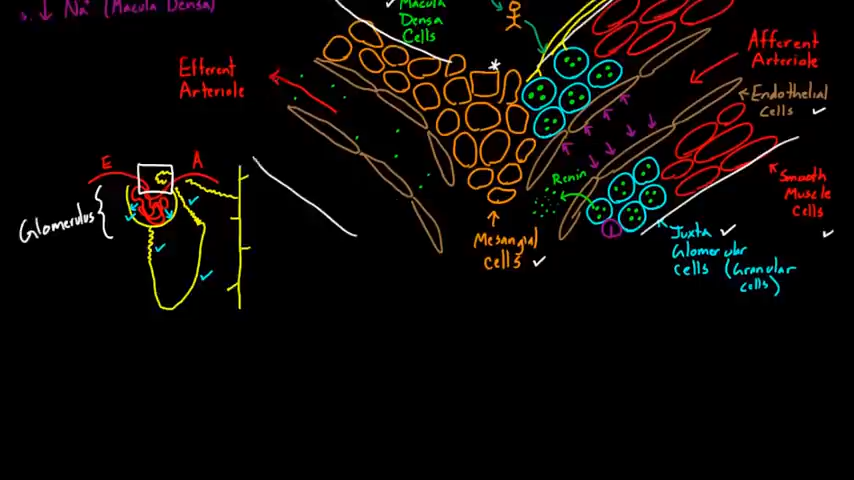 3. ↓ Na⁺ (Macula Densa)
✓ Macula
Densa
Cells
*
Efferent
Arteriole
Afferent
Arteriole
Endothelial
Cells ✓
E
A
Glomerulus
Renin
Smooth
Muscle
Cells
✓
Mesangial
Cells ✓
Juxta ✓
Glomerular
Cells (Granular
Cells)